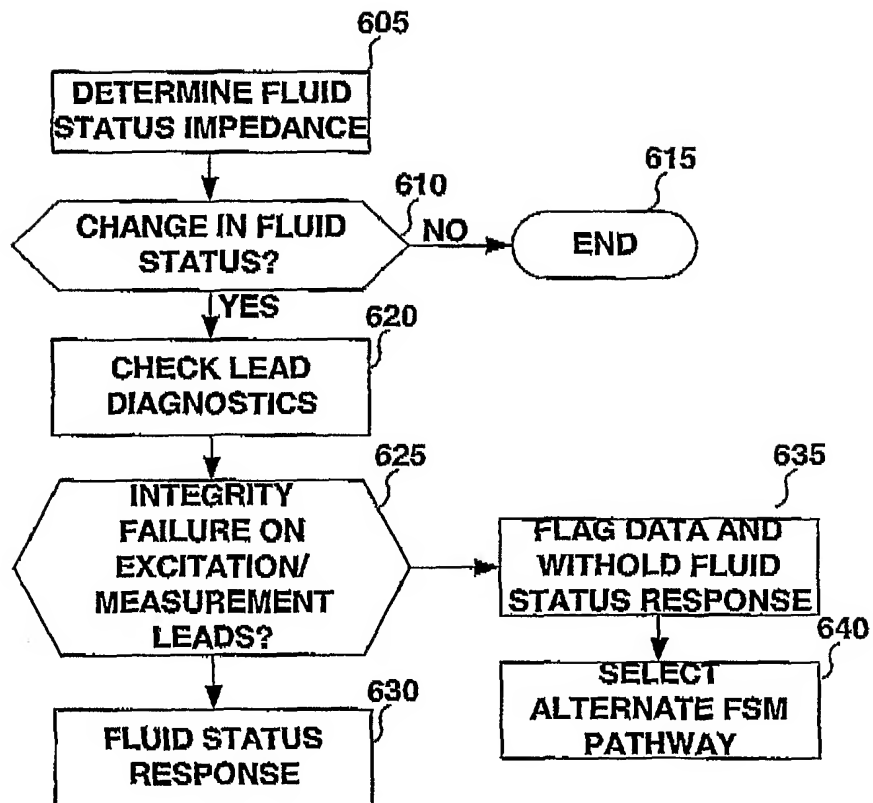 605
DETERMINE FLUID
STATUS IMPEDANCE
610
CHANGE IN FLUID
STATUS?
NO
615
END
YES
620
CHECK LEAD
DIAGNOSTICS
625
INTEGRITY
FAILURE ON
EXCITATION/
MEASUREMENT
LEADS?
635
FLAG DATA AND
WITHOLD FLUID
STATUS RESPONSE
640
SELECT
ALTERNATE FSM
PATHWAY
630
FLUID STATUS
RESPONSE